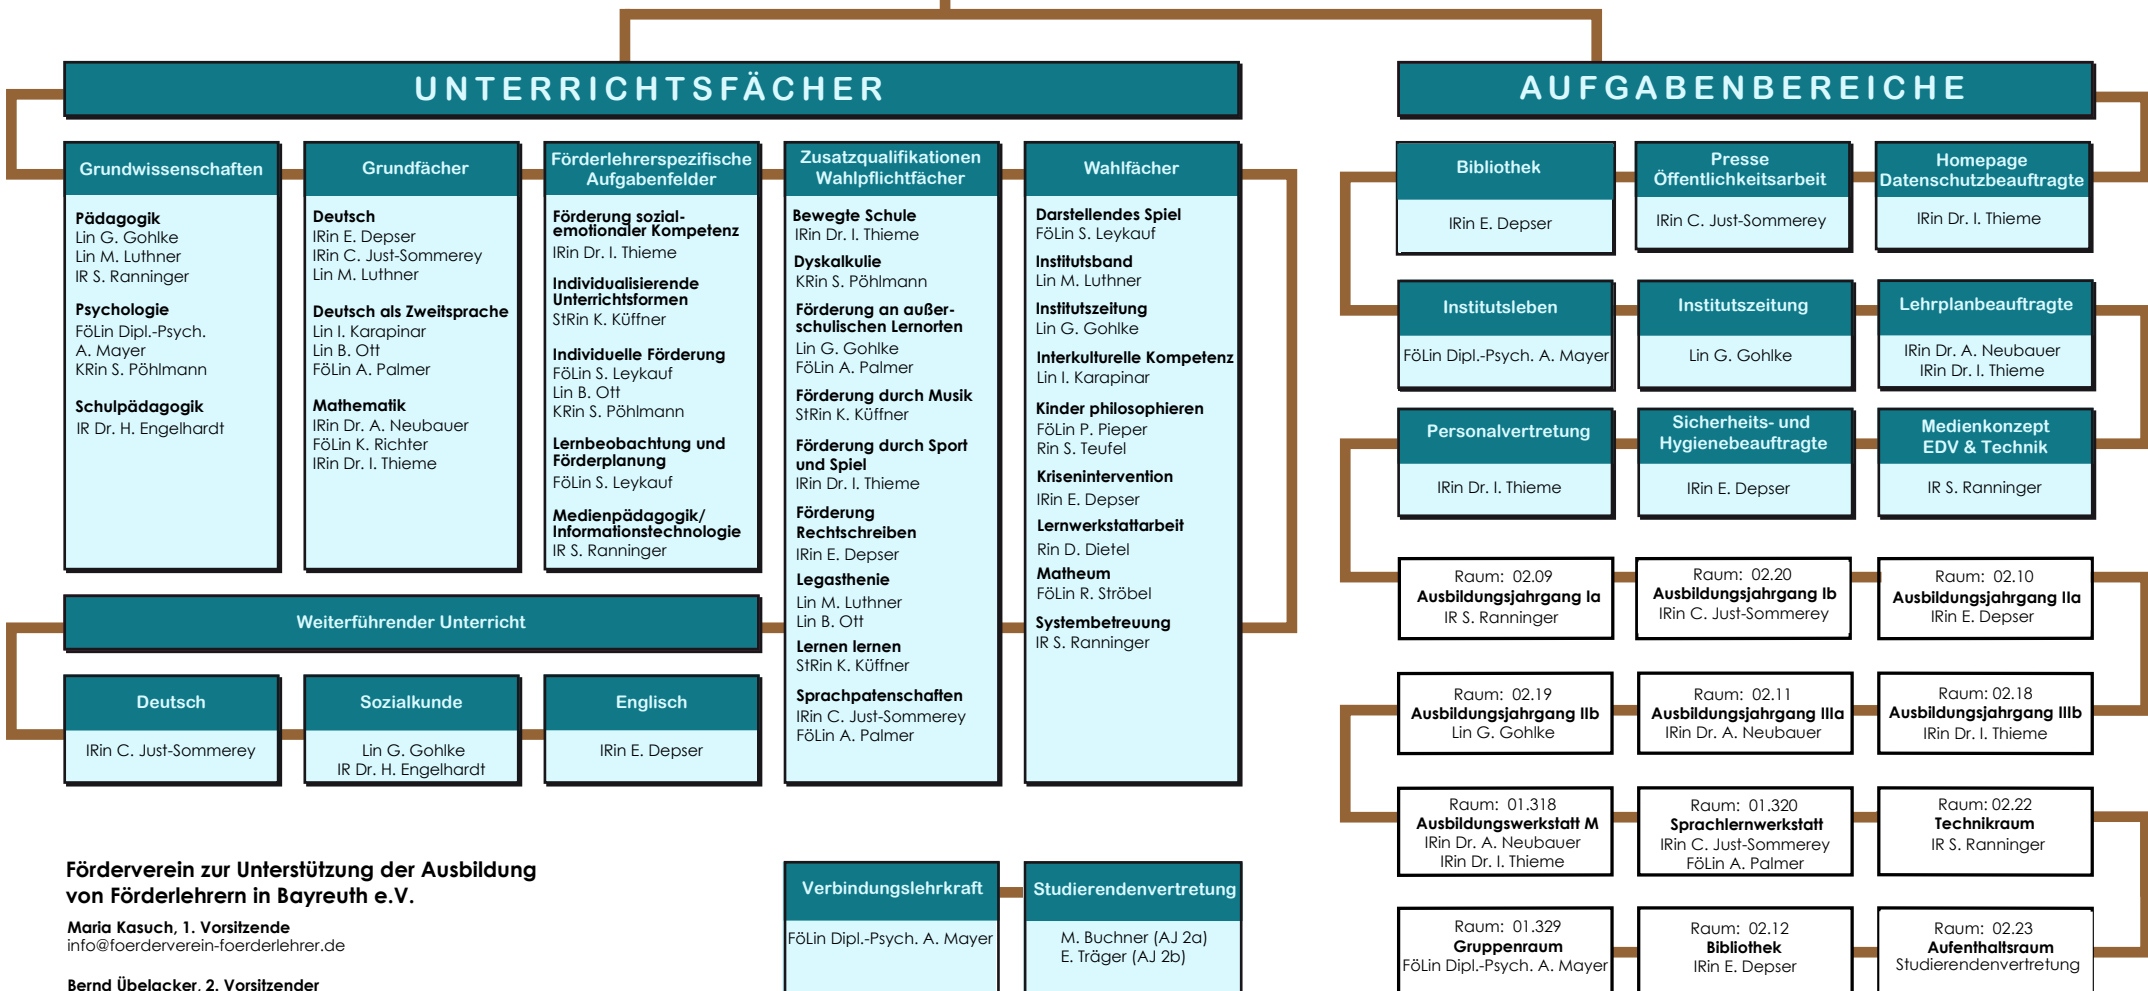 UNTERRICHTSFÄCHER
Grundwissenschaften
Pädagogik
Lin G. Gohlke
Lin M. Luthner
IR S. Ranninger
Psychologie
FöLin Dipl.-Psych.
A. Mayer
KRin S. Pöhlmann
Schulpädagogik
IR Dr. H. Engelhardt
Grundfächer
Deutsch
IRin E. Depser
IRin C. Just-Sommerey
Lin M. Luthner
Deutsch als Zweitsprache
Lin I. Karapinar
Lin B. Ott
FöLin A. Palmer
Mathematik
IRin Dr. A. Neubauer
FöLin K. Richter
IRin Dr. I. Thieme
Förderlehrerspezifische
Aufgabenfelder
Förderung sozial-
emotionaler Kompetenz
IRin Dr. I. Thieme
Individualisierende
Unterrichtsformen
StRin K. Küffner
Individuelle Förderung
FöLin S. Leykauf
Lin B. Ott
KRin S. Pöhlmann
Lernbeobachtung und
Förderplanung
FöLin S. Leykauf
Medienpädagogik/
Informationstechnologie
IR S. Ranninger
Zusatzqualifikationen
Wahlpflichtfächer
Bewegte Schule
IRin Dr. I. Thieme
Dyskalkulie
KRin S. Pöhlmann
Förderung an außer-
schulischen Lernorten
Lin G. Gohlke
FöLin A. Palmer
Förderung durch Musik
StRin K. Küffner
Förderung durch Sport
und Spiel
IRin Dr. I. Thieme
Förderung
Rechtschreiben
IRin E. Depser
Legasthenie
Lin M. Luthner
Lin B. Ott
Lernen lernen
StRin K. Küffner
Sprachpatenschaften
IRin C. Just-Sommerey
FöLin A. Palmer
Wahlfächer
Darstellendes Spiel
FöLin S. Leykauf
Institutsband
Lin M. Luthner
Institutszeitung
Lin G. Gohlke
Interkulturelle Kompetenz
Lin I. Karapinar
Kinder philosophieren
FöLin P. Pieper
Rin S. Teufel
Krisenintervention
IRin E. Depser
Lernwerkstattarbeit
Rin D. Dietel
Matheum
FöLin R. Ströbel
Systembetreuung
IR S. Ranninger
Weiterführender Unterricht
Deutsch
IRin C. Just-Sommerey
Sozialkunde
Lin G. Gohlke
IR Dr. H. Engelhardt
Englisch
IRin E. Depser
Förderverein zur Unterstützung der Ausbildung
von Förderlehrern in Bayreuth e.V.
Maria Kasuch, 1. Vorsitzende
info@foerderverein-foerderlehrer.de
Bernd Übelacker, 2. Vorsitzender
Verbindungslehrkraft
FöLin Dipl.-Psych. A. Mayer
Studierendenvertretung
M. Buchner (AJ 2a)
E. Träger (AJ 2b)
AUFGABENBEREICHE
Bibliothek
IRin E. Depser
Presse
Öffentlichkeitsarbeit
IRin C. Just-Sommerey
Homepage
Datenschutzbeauftragte
IRin Dr. I. Thieme
Institutsleben
FöLin Dipl.-Psych. A. Mayer
Institutszeitung
Lin G. Gohlke
Lehrplanbeauftragte
IRin Dr. A. Neubauer
IRin Dr. I. Thieme
Personalvertretung
IRin Dr. I. Thieme
Sicherheits- und
Hygienebeauftragte
IRin E. Depser
Medienkonzept
EDV & Technik
IR S. Ranninger
Raum: 02.09
Ausbildungsjahrgang Ia
IR S. Ranninger
Raum: 02.20
Ausbildungsjahrgang Ib
IRin C. Just-Sommerey
Raum: 02.10
Ausbildungsjahrgang IIa
IRin E. Depser
Raum: 02.19
Ausbildungsjahrgang IIb
Lin G. Gohlke
Raum: 02.11
Ausbildungsjahrgang IIIa
IRin Dr. A. Neubauer
Raum: 02.18
Ausbildungsjahrgang IIIb
IRin Dr. I. Thieme
Raum: 01.318
Ausbildungswerkstatt M
IRin Dr. A. Neubauer
IRin Dr. I. Thieme
Raum: 01.320
Sprachlernwerkstatt
IRin C. Just-Sommerey
FöLin A. Palmer
Raum: 02.22
Technikraum
IR S. Ranninger
Raum: 01.329
Gruppenraum
FöLin Dipl.-Psych. A. Mayer
Raum: 02.12
Bibliothek
IRin E. Depser
Raum: 02.23
Aufenthaltsraum
Studierendenvertretung